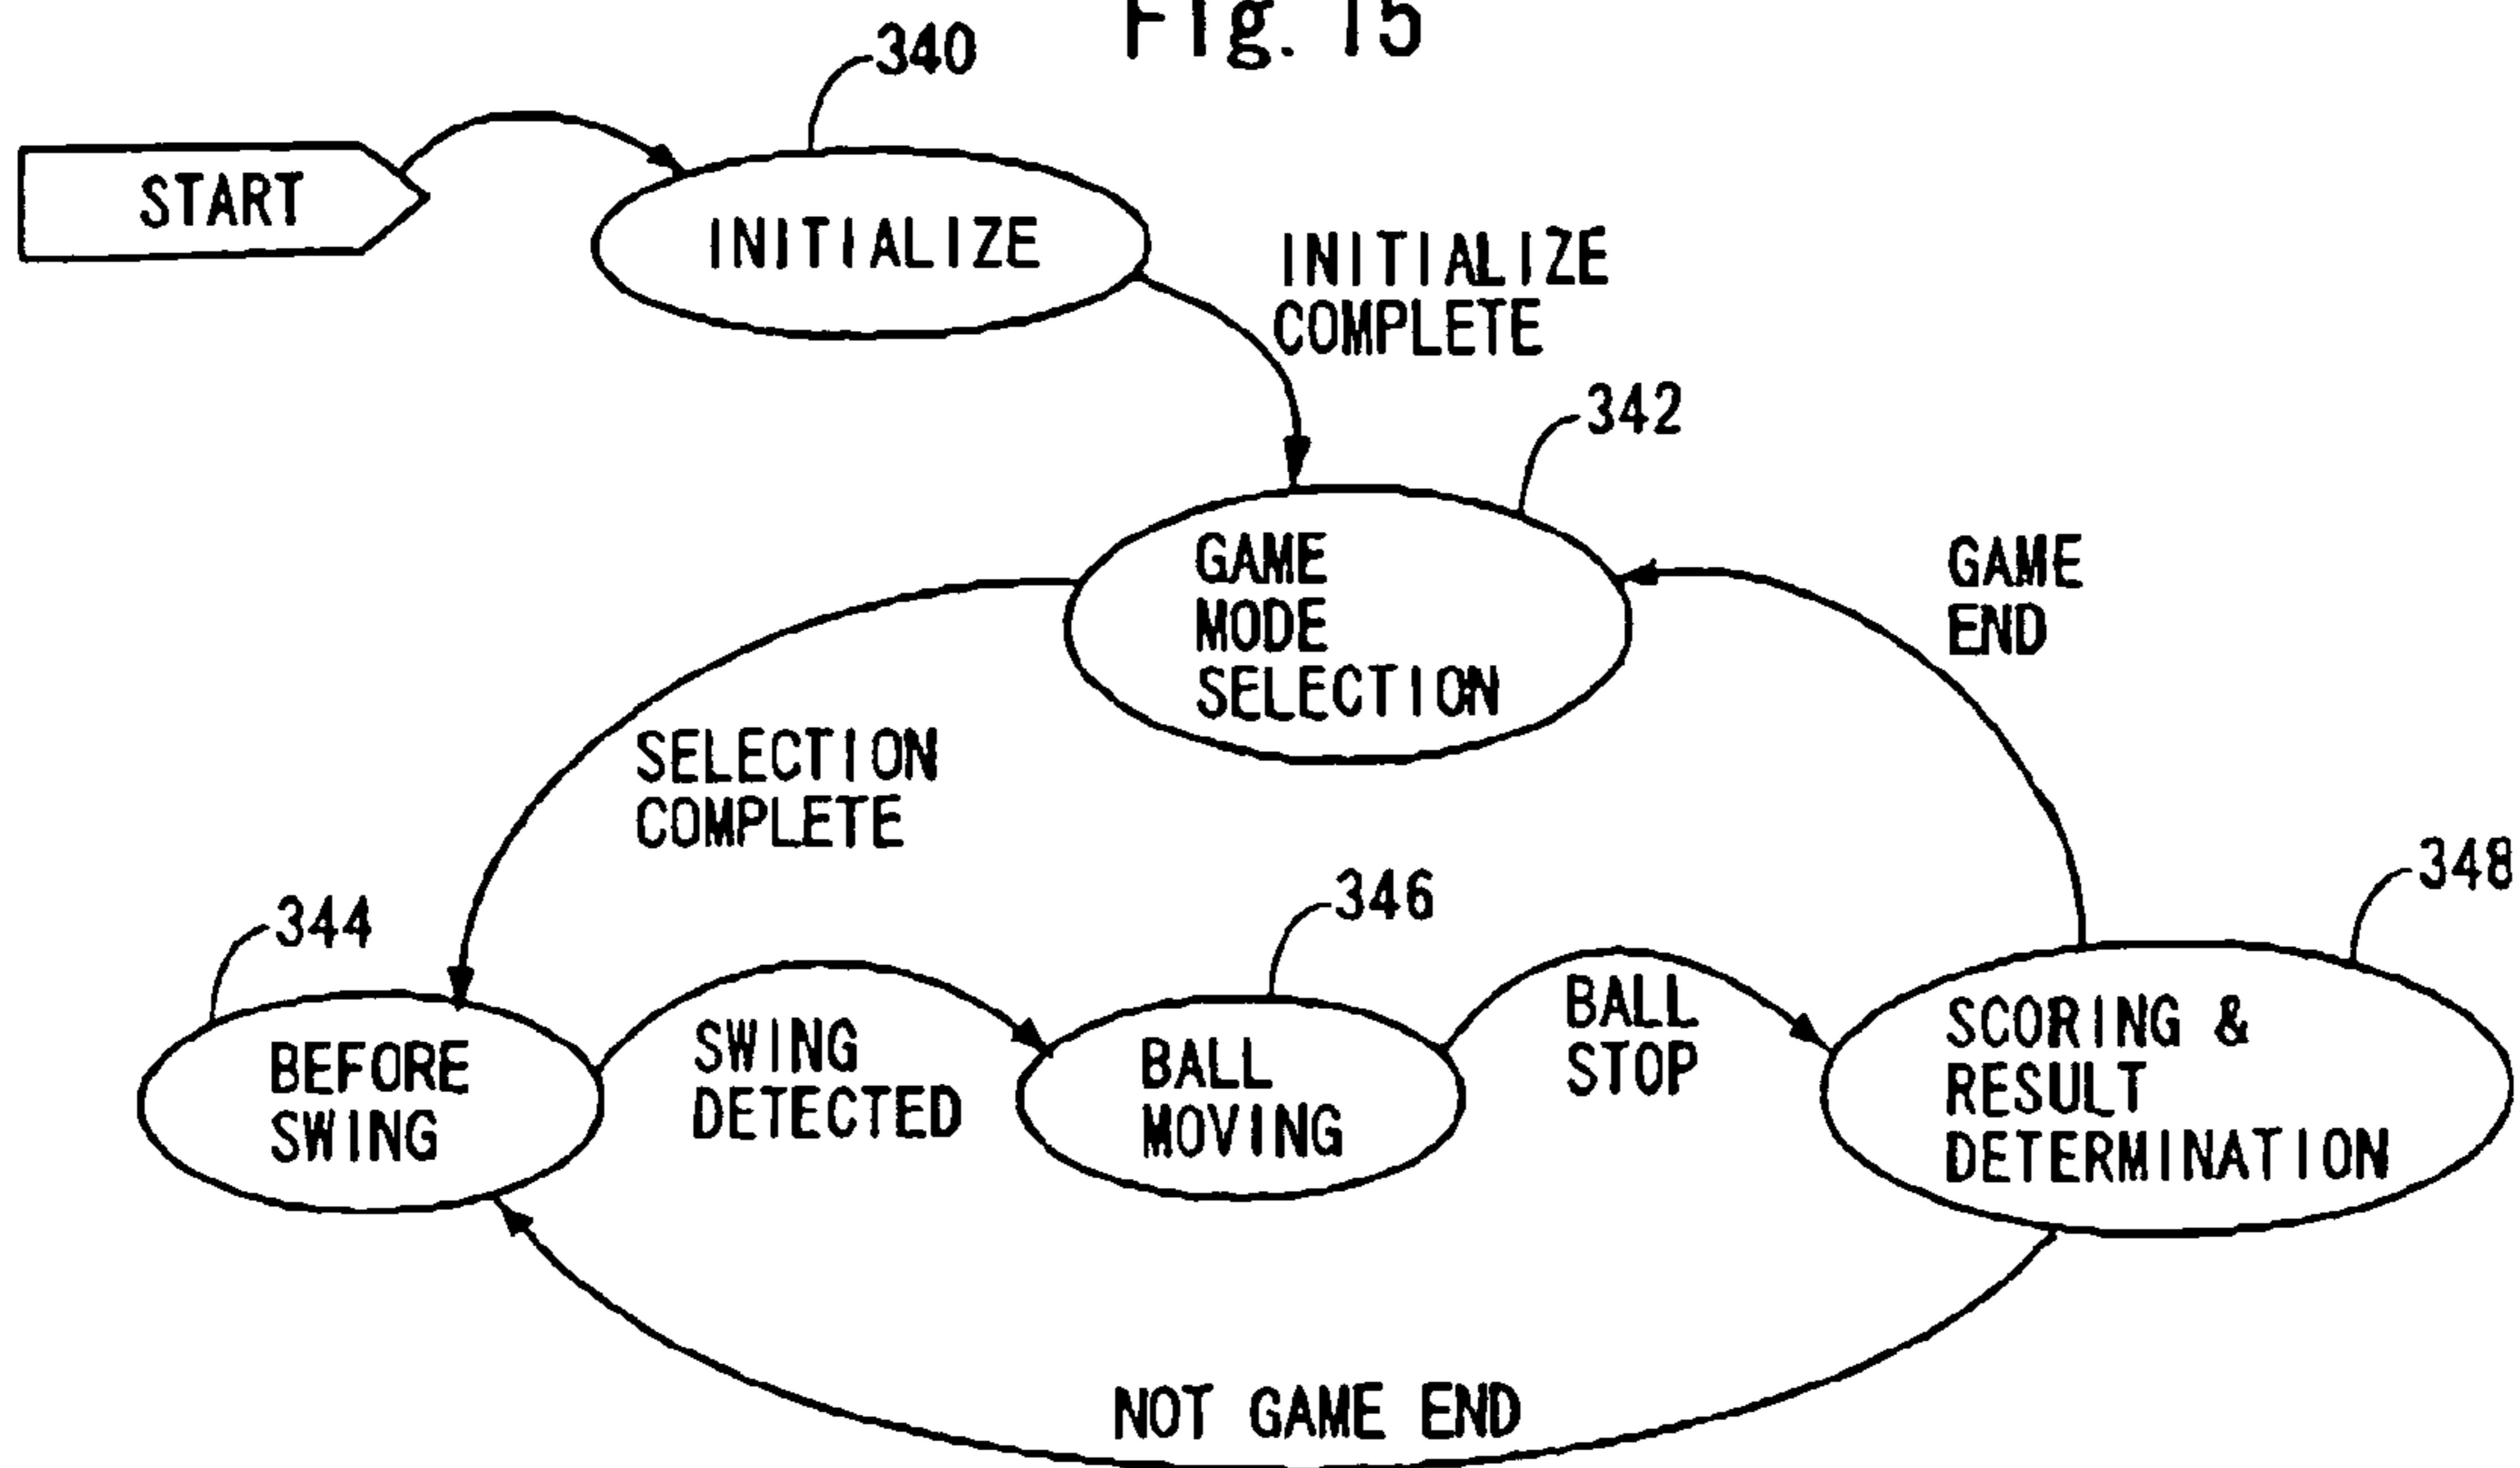 Fig. 15
340
START
INITIALIZE
INITIALIZE
COMPLETE
342
GAME
MODE
SELECTION
GAME
END
SELECTION
COMPLETE
344
346
348
BEFORE
SWING
SWING
DETECTED
BALL
MOVING
BALL
STOP
SCORING &
RESULT
DETERMINATION
NOT GAME END